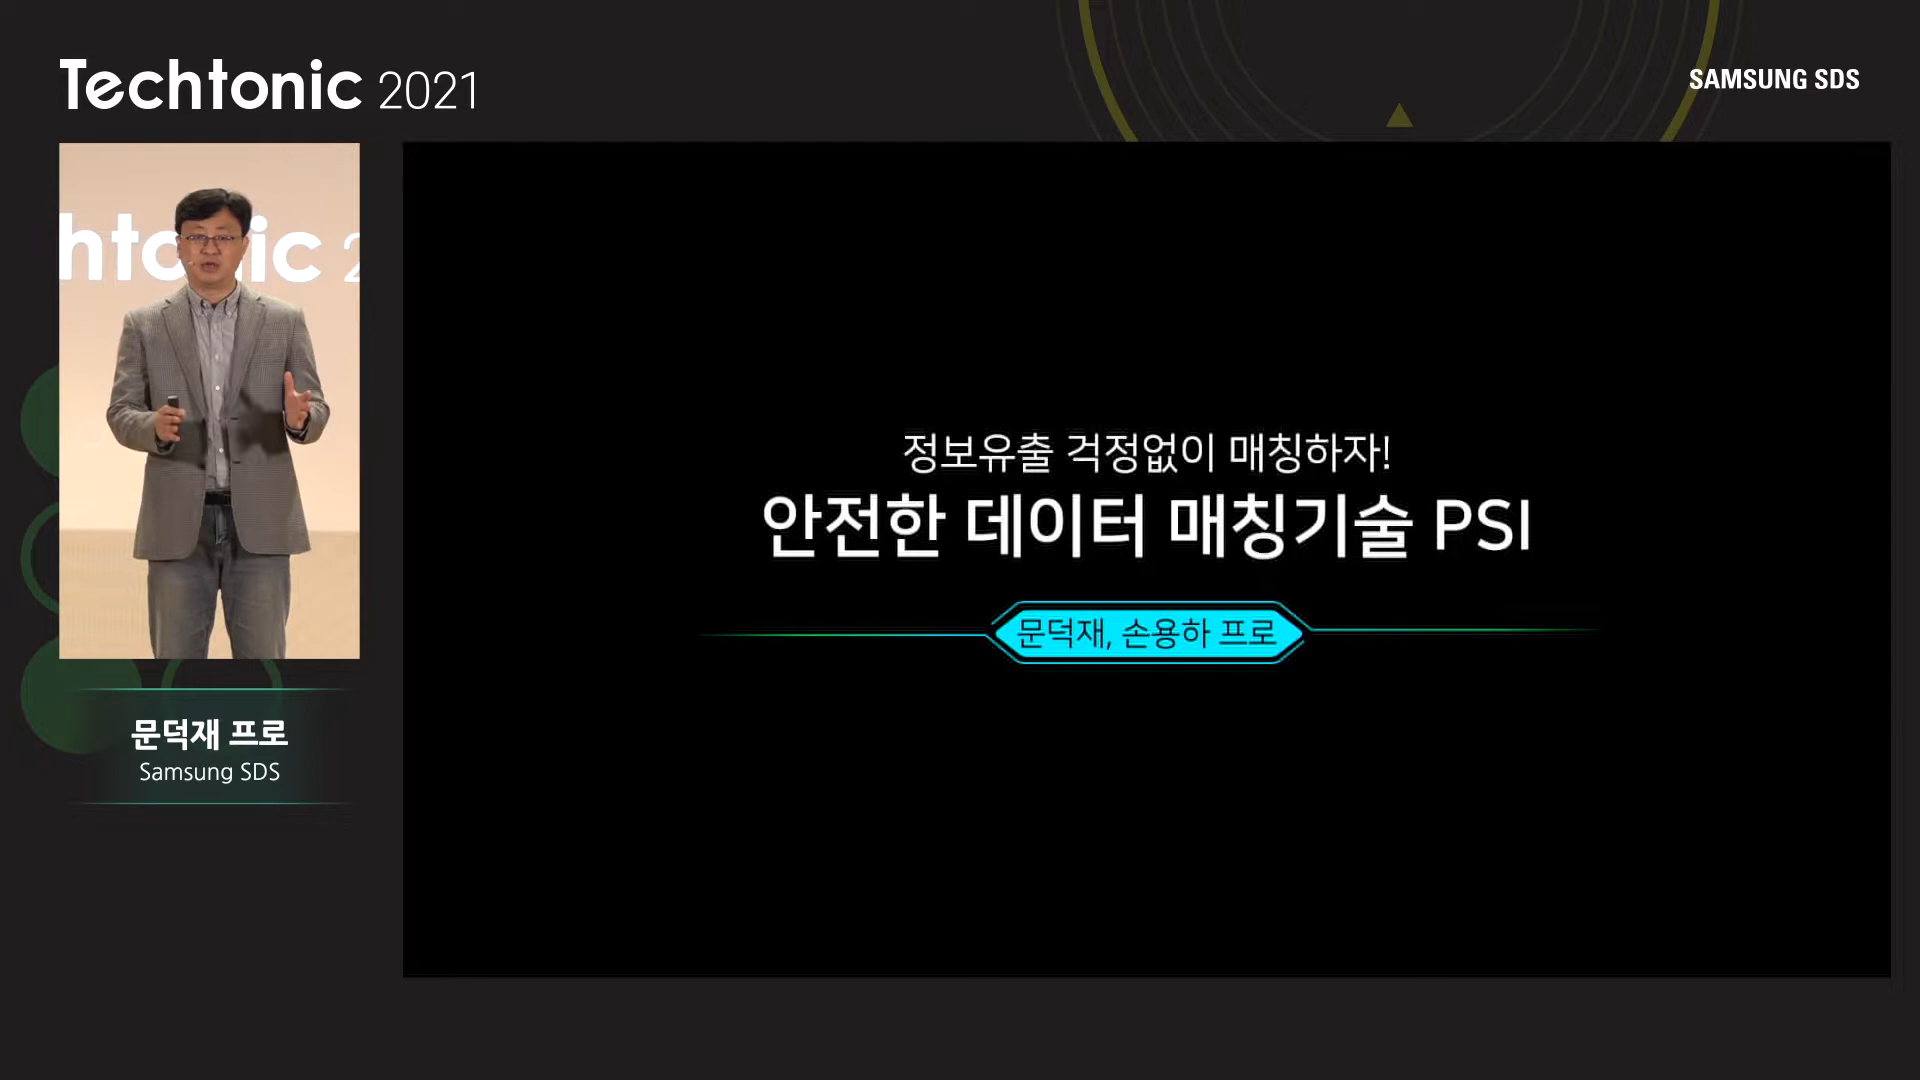 Techtonic 2021
SAMSUNG SDS
정보유출 걱정없이 매칭하자!
안전한 데이터 매칭기술 PSI
문덕재, 손용하 프로
문덕재 프로
Samsung SDS